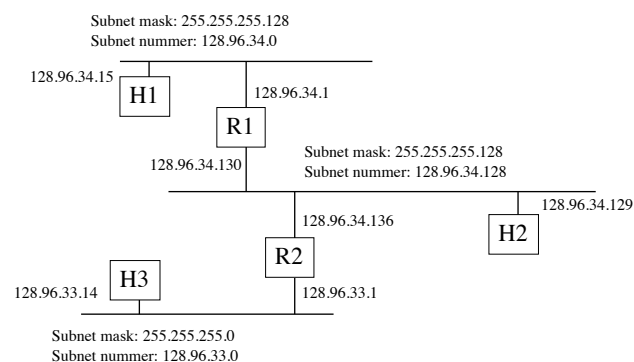 Subnet mask: 255.255.255.128
Subnet nummer: 128.96.34.0
128.96.34.15
H1
128.96.34.1
R1
128.96.34.130
Subnet mask: 255.255.255.128
Subnet nummer: 128.96.34.128
128.96.34.136
128.96.34.129
H2
R2
H3
128.96.33.14
128.96.33.1
Subnet mask: 255.255.255.0
Subnet nummer: 128.96.33.0